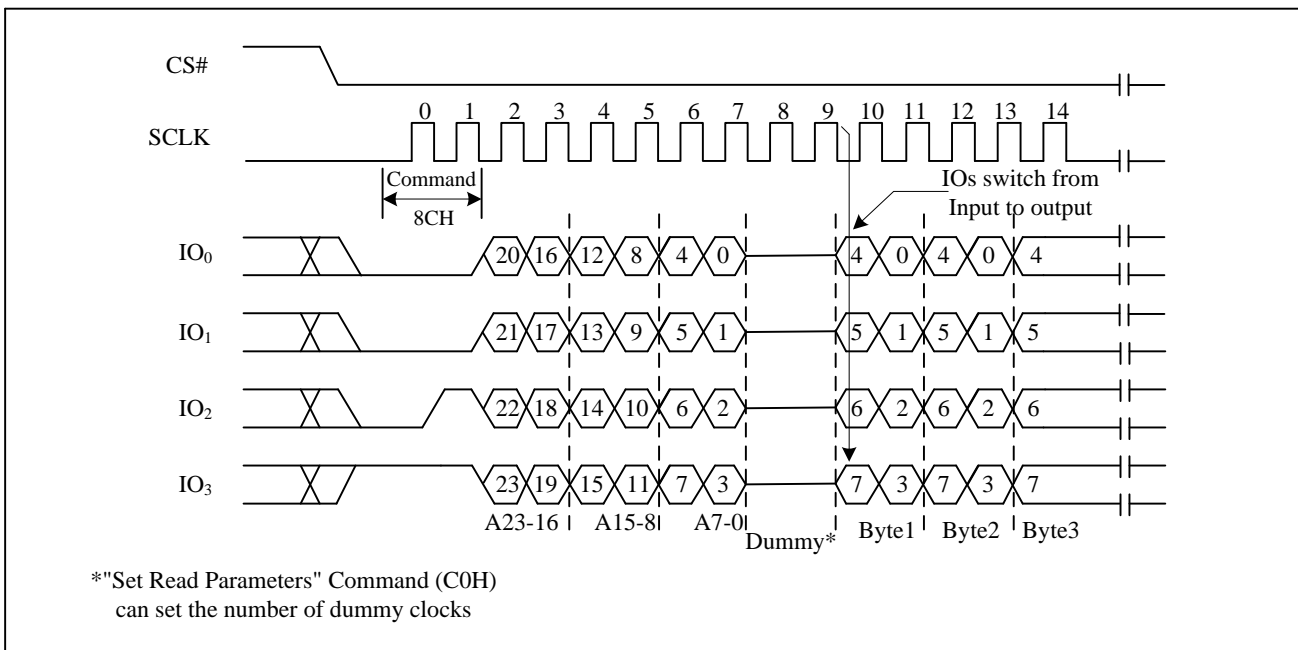 CS#
0 1 2 3 4 5 6 7 8 9 10 11 12 13 14
SCLK
Command
8CH
IOs switch from
Input to output
IO0 20 16 12 8 4 0 4 0 4 0 4
IO1 21 17 13 9 5 1 5 1 5 1 5
IO2 22 18 14 10 6 2 6 2 6 2 6
IO3 23 19 15 11 7 3 7 3 7 3 7
A23-16 A15-8 A7-0 Dummy* Byte1 Byte2 Byte3
*"Set Read Parameters" Command (C0H)
can set the number of dummy clocks